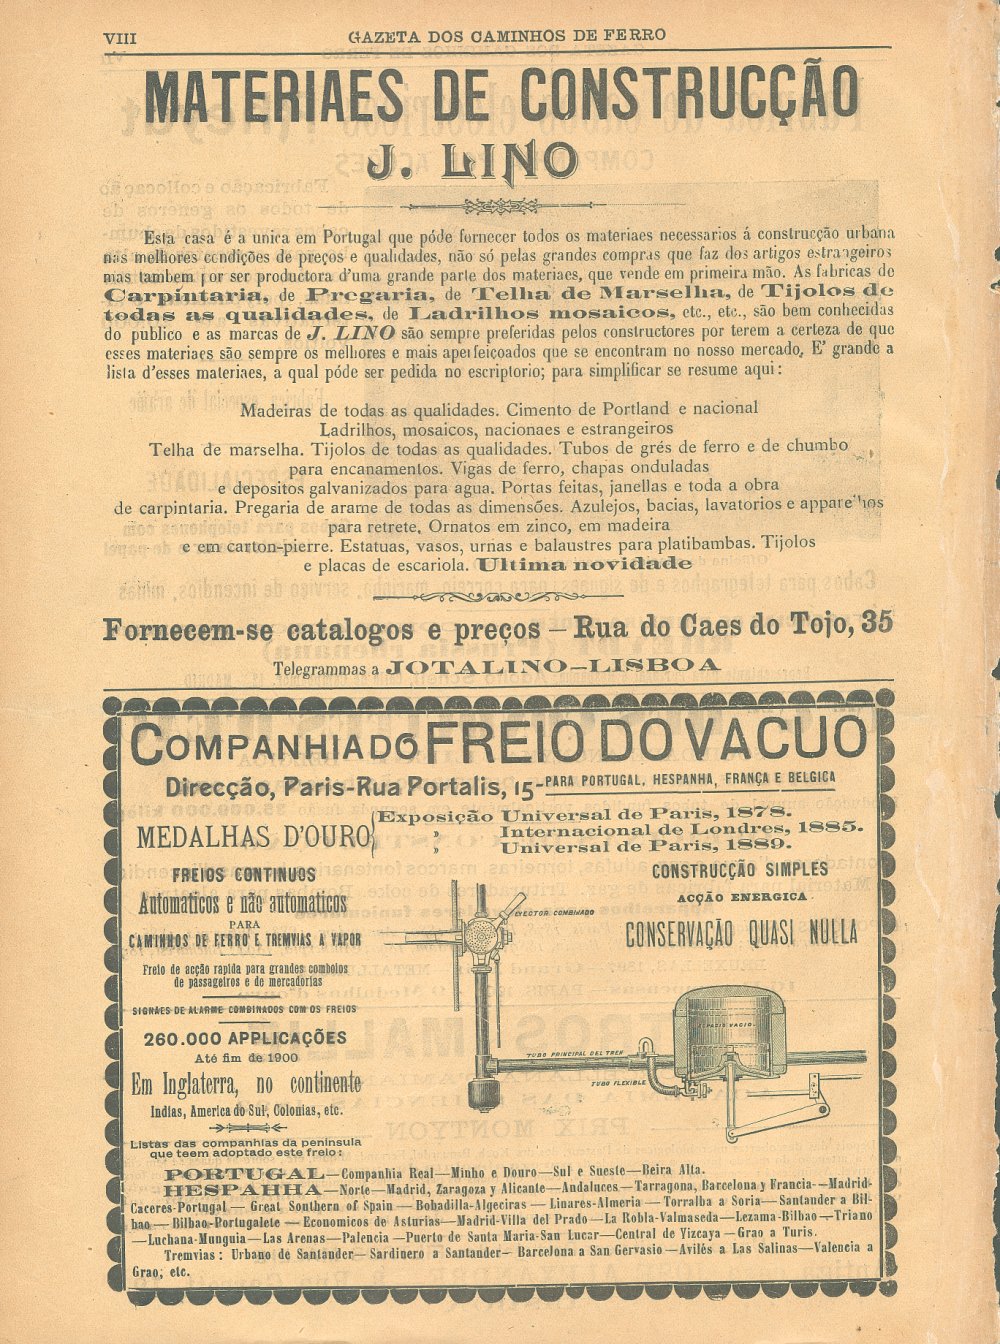 VIII
GAZETA DOS CAMINHOS DE FERRO
MATERIAES DE CONSTRUCÇÃO
J. LINO
Esta casa é a unica em Portugal que póde fornecer todos os materiaes necessarios á construcção urbana
nas melhores condições de preços e qualidades, não só pelas grandes compras que faz dos artigos estrangeiros
mas tambem por ser productora d'uma grande parte dos materiaes, que vende em primeira mão. As fabricas de
Carpintaria, de Pregaria, de Telha de Marselha, de Tijolos de
todas as qualidades, de Ladrilhos mosaicos, etc., etc., são bem conhecidas
do publico e as marcas de J. LINO são sempre preferidas pelos constructores por terem a certeza de que
esses materiaes são sempre os melhores e mais aperfeiçoados que se encontram no nosso mercado. E' grande a
lista d'esses materiaes, a qual póde ser pedida no escriptorio; para simplificar se resume aqui:
Madeiras de todas as qualidades. Cimento de Portland e nacional
Ladrilhos, mosaicos, nacionaes e estrangeiros
Telha de marselha. Tijolos de todas as qualidades. Tubos de grés de ferro e de chumbo
para encanamentos. Vigas de ferro, chapas onduladas
e depositos galvanizados para agua. Portas feitas, janellas e toda a obra
de carpintaria. Pregaria de arame de todas as dimensões. Azulejos, bacias, lavatorios e apparelhos
para retrete. Ornatos em zinco, em madeira
e em carton-pierre. Estatuas, vasos, urnas e balaustres para platibambas. Tijolos
e placas de escariola. Ultima novidade
Fornecem-se catalogos e preços — Rua do Caes do Tojo, 35
Telegrammas a JOTALINO—LISBOA
COMPANHIA DO FREIO DO VACUO
Direcção, Paris-Rua Portalis, 15-PARA PORTUGAL, HESPANHA, FRANÇA E BELGICA
MEDALHAS D'OURO
Exposição Universal de Paris, 1878.
» Internacional de Londres, 1885.
» Universal de Paris, 1889.
FREIOS CONTINUOS
Automaticos e não automaticos
PARA
CAMINHOS DE FERRO E TREMVIAS A VAPOR
Freio de acção rapida para grandes comboios
de passageiros e de mercadorias
SIGNAES DE ALARME COMBINADOS COM OS FREIOS
260.000 APPLICAÇÕES
Até fim de 1900
Em Inglaterra, no continente
Indias, America do Sul, Colonias, etc.
CONSTRUCÇÃO SIMPLES
ACÇÃO ENERGICA
CONSERVAÇÃO QUASI NULLA
EJECTOR COMBINADO
ESPACIO VACIO
TUBO PRINCIPAL DEL TREN
TUBO FLEXIBLE
Listas das companhias da peninsula
que teem adoptado este freio:
PORTUGAL—Companhia Real—Minho e Douro—Sul e Sueste—Beira Alta.
HESPAHHA—Norte—Madrid, Zaragoza y Alicante—Andaluces—Tarragona, Barcelona y Francia—Madrid-
Caceres-Portugal — Great Southern of Spain — Bobadilla-Algeciras — Linares-Almeria — Torralba a Soria—Santander a Bil-
bao — Bilbao-Portugalete — Economicos de Asturias—Madrid-Villa del Prado—La Robla-Valmaseda—Lezama-Bilbao—Triano
—Luchana-Munguia—Las Arenas—Palencia—Puerto de Santa Maria-San Lucar—Central de Vizcaya—Grao a Turis.
Tremvias: Urbano de Santander—Sardinero a Santander—Barcelona a San Gervasio—Avilés a Las Salinas—Valencia a
Grao, etc.